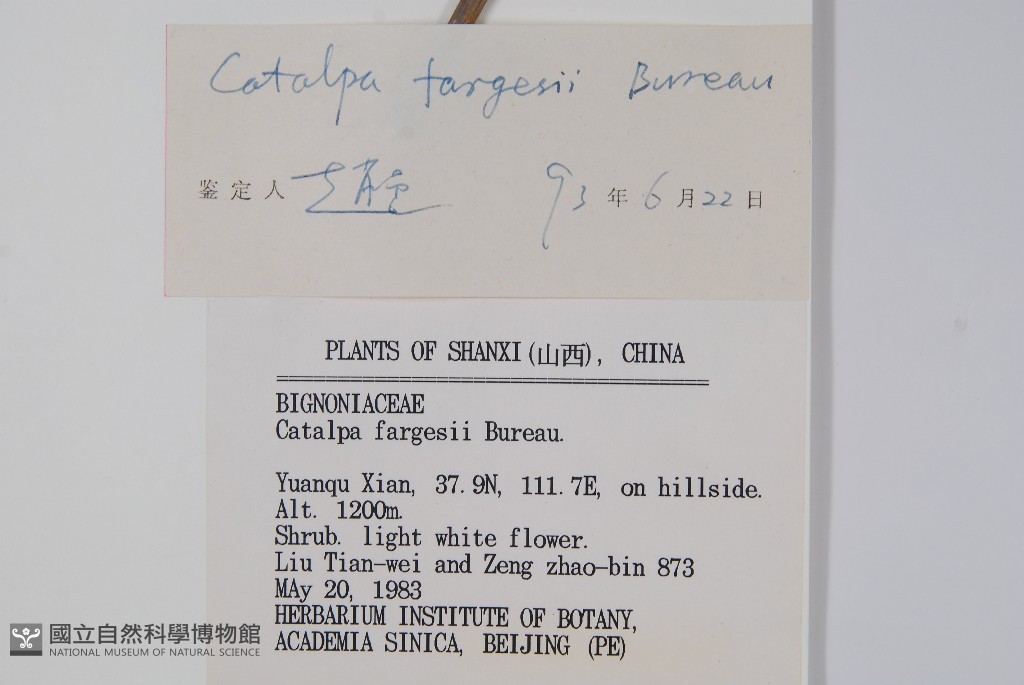 Catalpa fargesii Bureau
鉴定人 93年6月22日
PLANTS OF SHANXI(山西), CHINA
BIGNONIACEAE
Catalpa fargesii Bureau.
Yuanqu Xian, 37.9N, 111.7E, on hillside.
Alt. 1200m.
Shrub. light white flower.
Liu Tian-wei and Zeng zhao-bin 873
MAy 20, 1983
HERBARIUM INSTITUTE OF BOTANY,
ACADEMIA SINICA, BEIJING (PE)
國立自然科學博物館
NATIONAL MUSEUM OF NATURAL SCIENCE